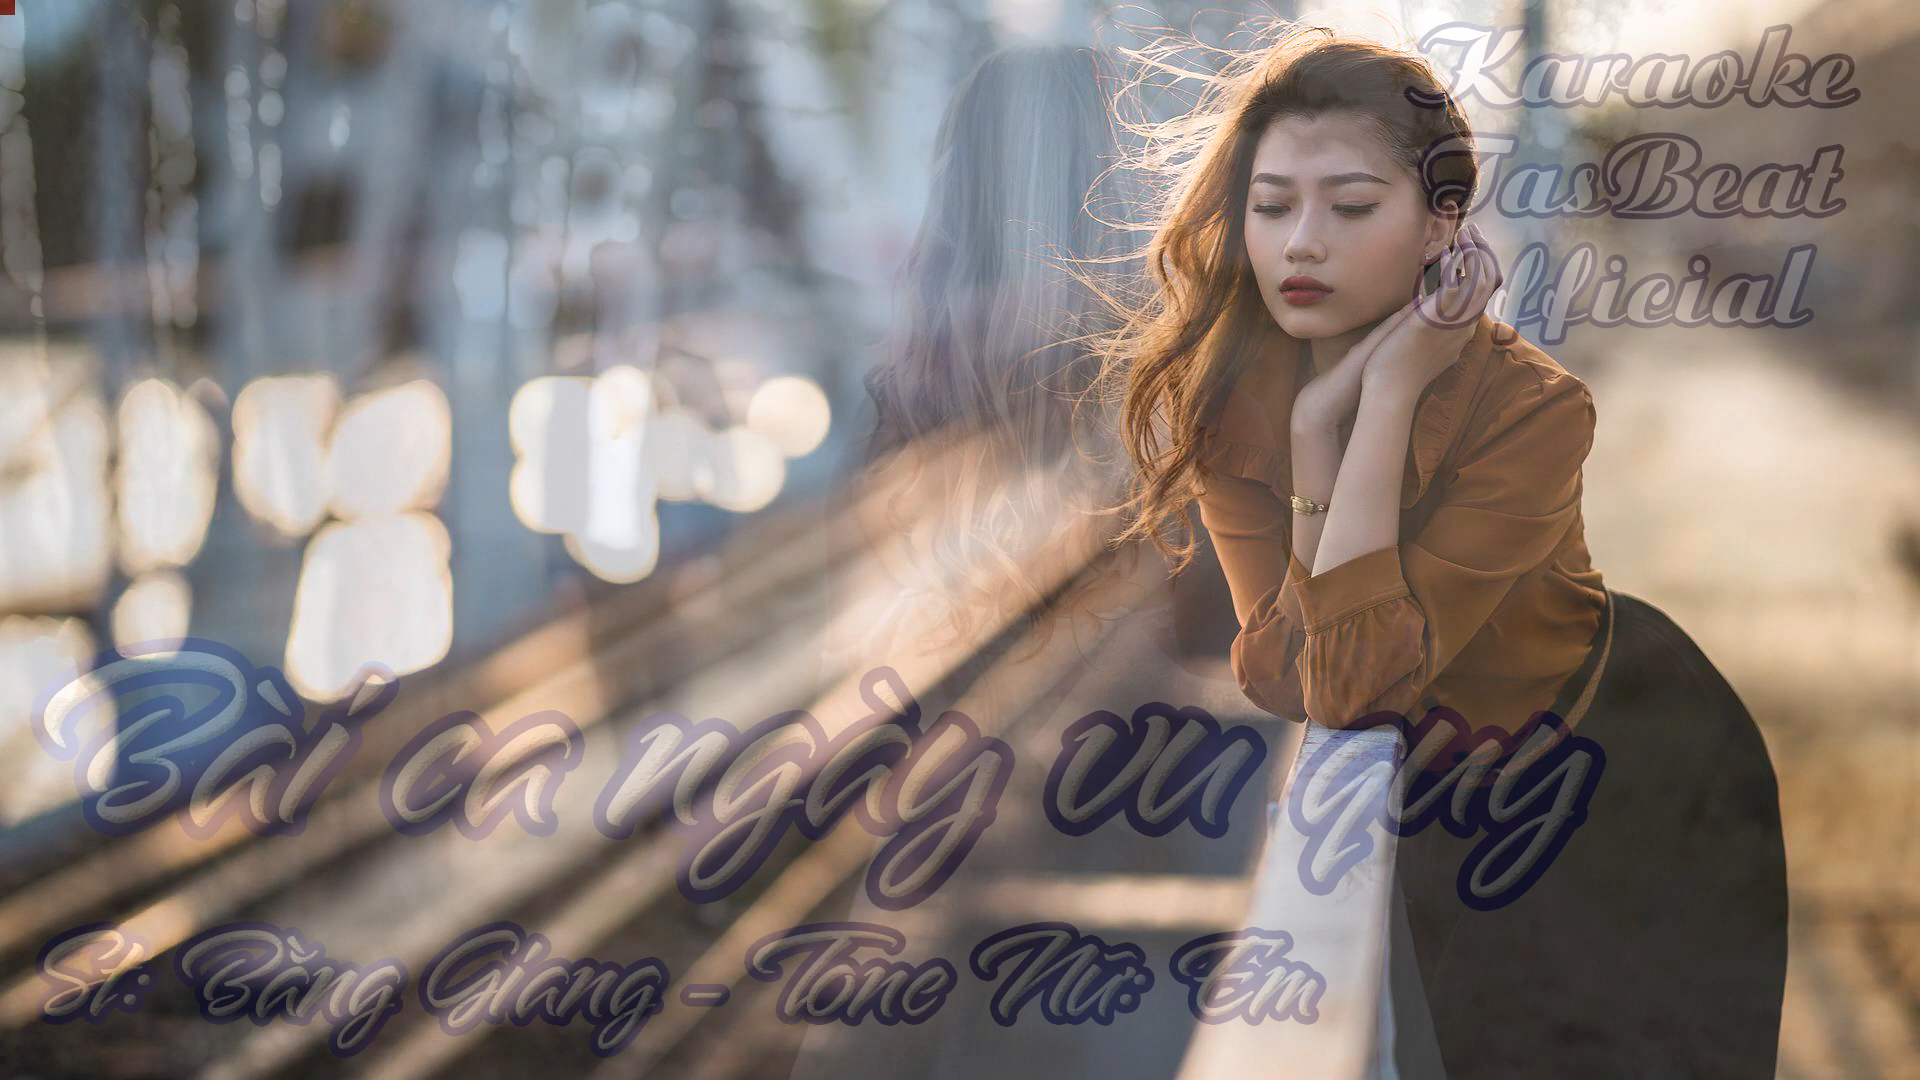 Karaoke
TasBeat
Official
Bài ca ngày vu quy
St: Bằng Giang - Tone Nữ: Em